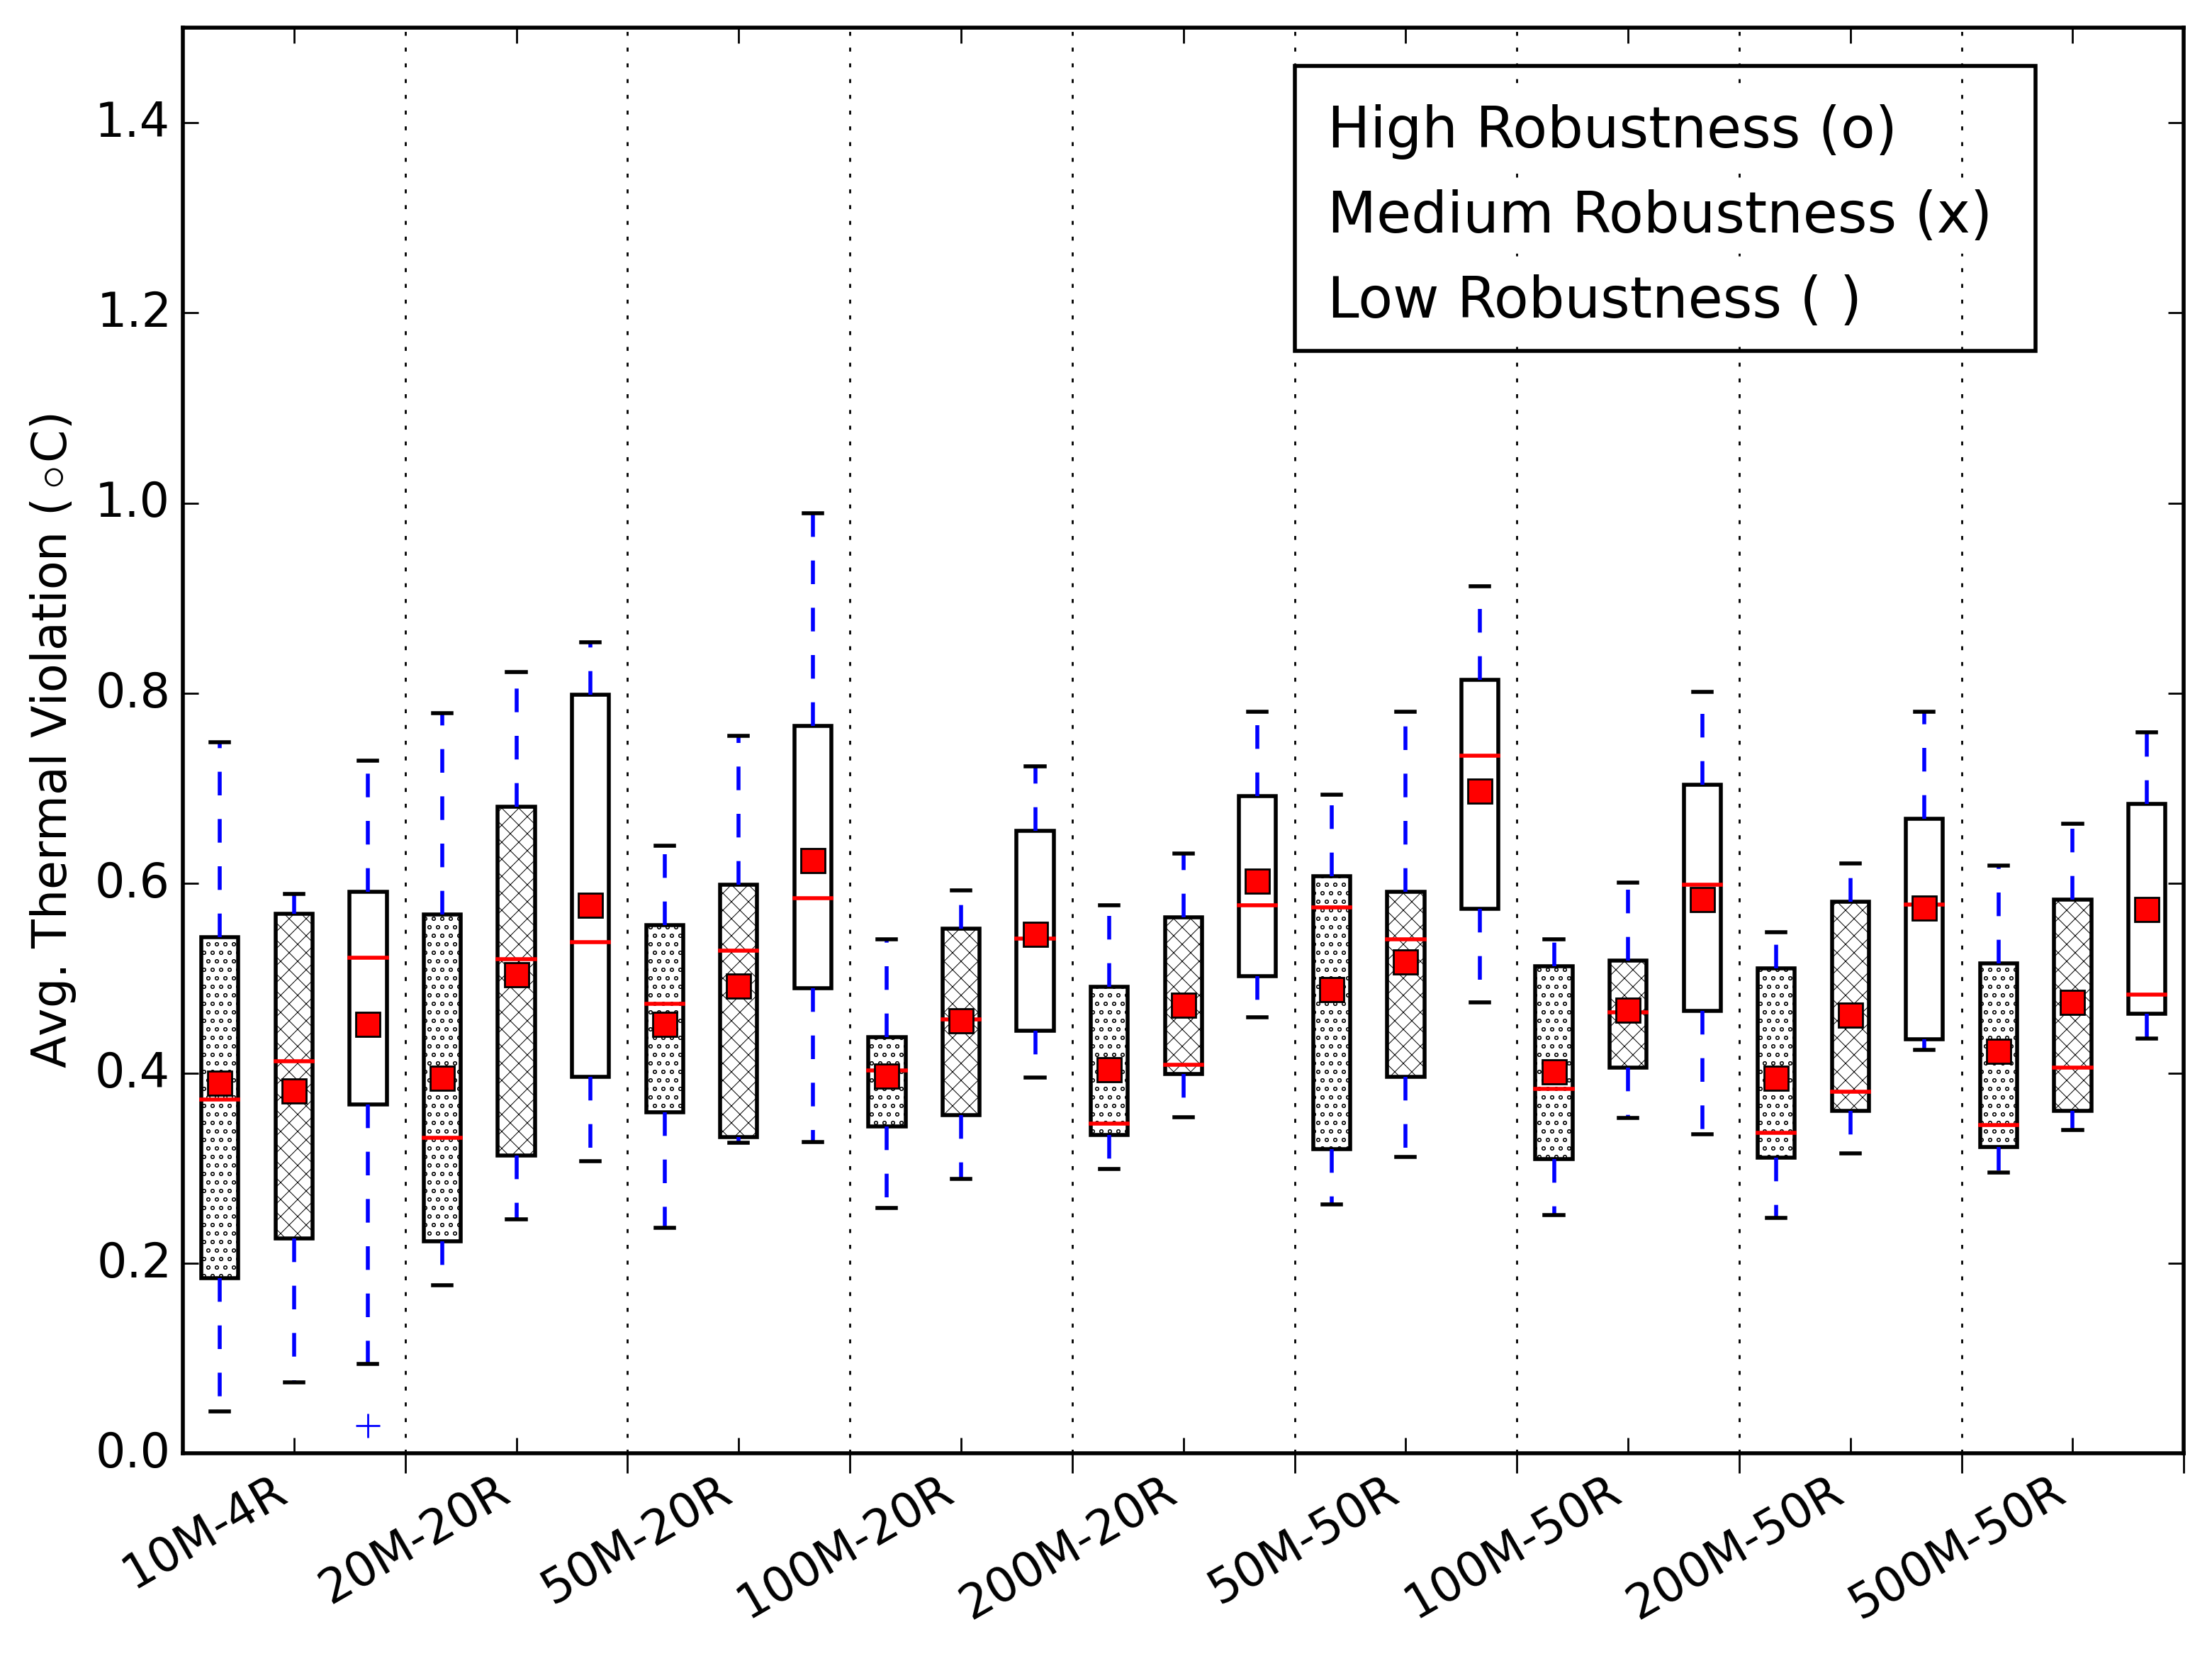 High Robustness (o)
Medium Robustness (x)
Low Robustness ( )
Avg. Thermal Violation (∘C)
1.4
1.2
1.0
0.8
0.6
0.4
0.2
0.0
10M-4R
20M-20R
50M-20R
100M-20R
200M-20R
50M-50R
100M-50R
200M-50R
500M-50R